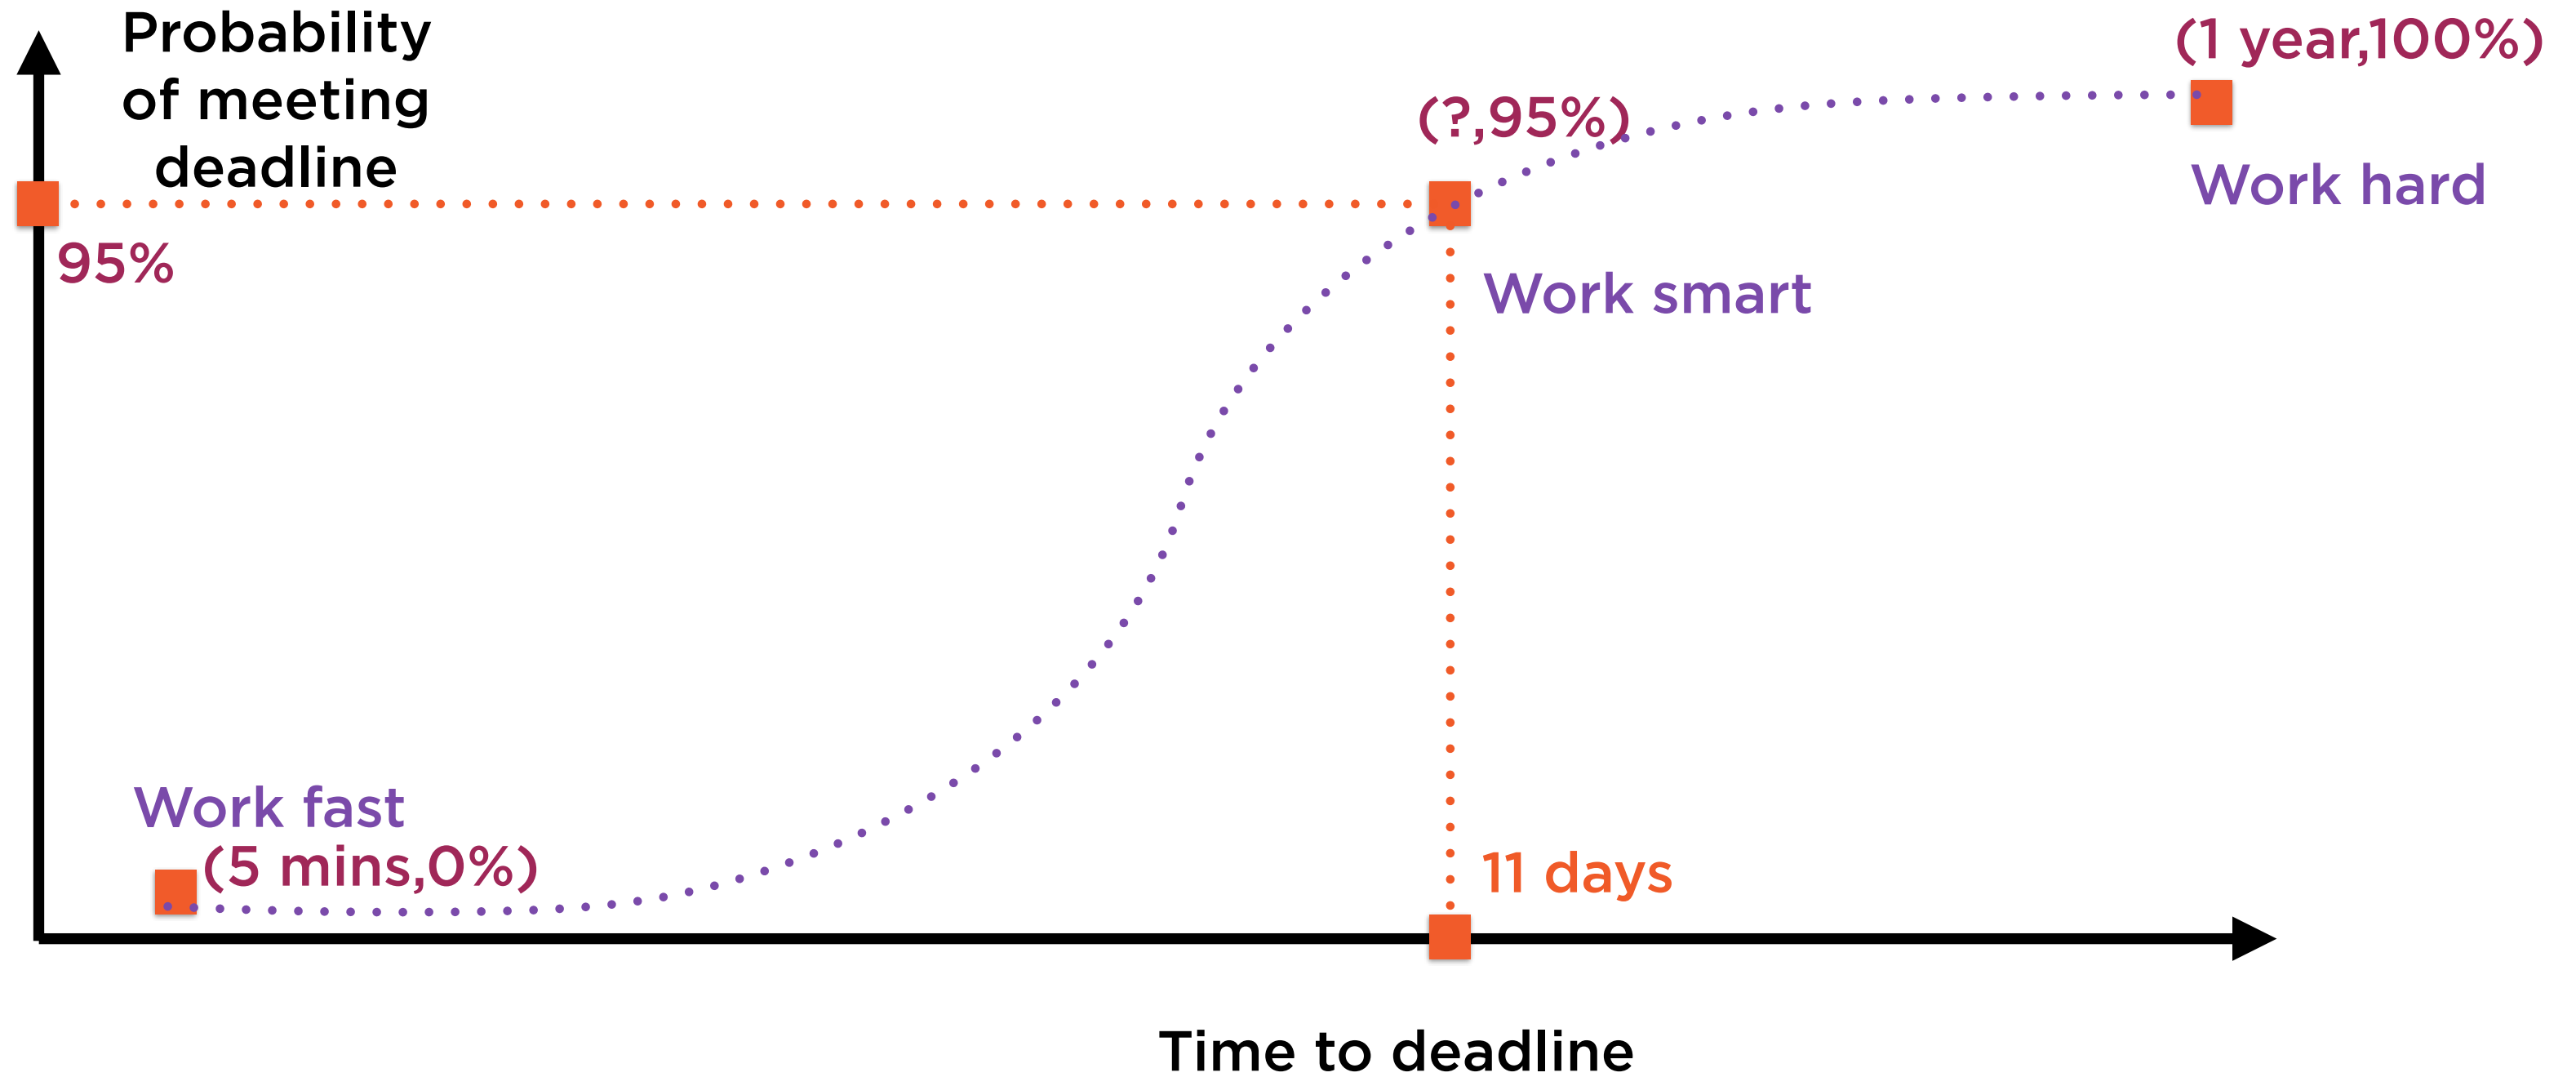 Probability
of meeting
deadline
(1 year,100%)
(?,95%)
Work hard
95%
Work smart
Work fast
(5 mins,0%)
11 days
Time to deadline